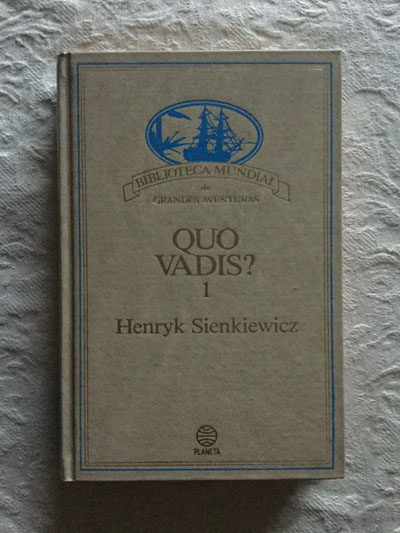 BIBLIOTECA MUNDIAL
de
GRANDES AVENTURAS
QUO
VADIS?
1
Henryk Sienkiewicz
PLANETA